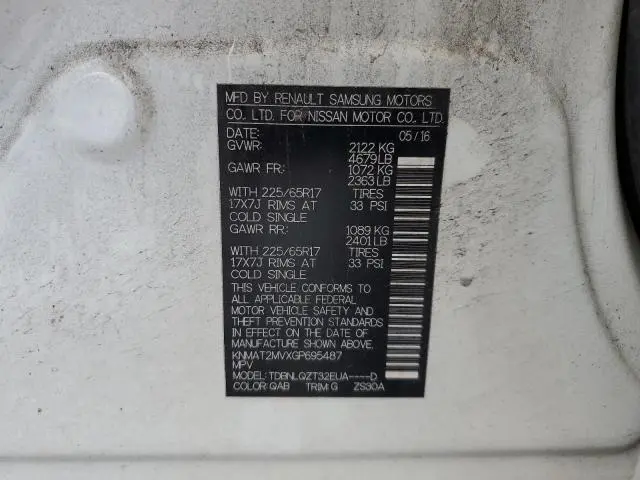 MFD BY RENAULT SAMSUNG MOTORS
CO. LTD. FOR NISSAN MOTOR CO. LTD.
DATE: 05/16
GVWR: 2122 KG
4679LB
GAWR FR: 1072 KG
2363LB
WITH 225/65R17 TIRES
17X7J RIMS AT 33 PSI
COLD SINGLE
GAWR RR: 1089 KG
2401LB
WITH 225/65R17 TIRES
17X7J RIMS AT 33 PSI
COLD SINGLE
THIS VEHICLE CONFORMS TO
ALL APPLICABLE FEDERAL
MOTOR VEHICLE SAFETY AND
THEFT PREVENTION STANDARDS
IN EFFECT ON THE DATE OF
MANUFACTURE SHOWN ABOVE.
KNMAT2MVXGP695487
MPV
MODEL: TDBNLQZT32EUA----D
COLOR: QAB TRIM: G ZS30A